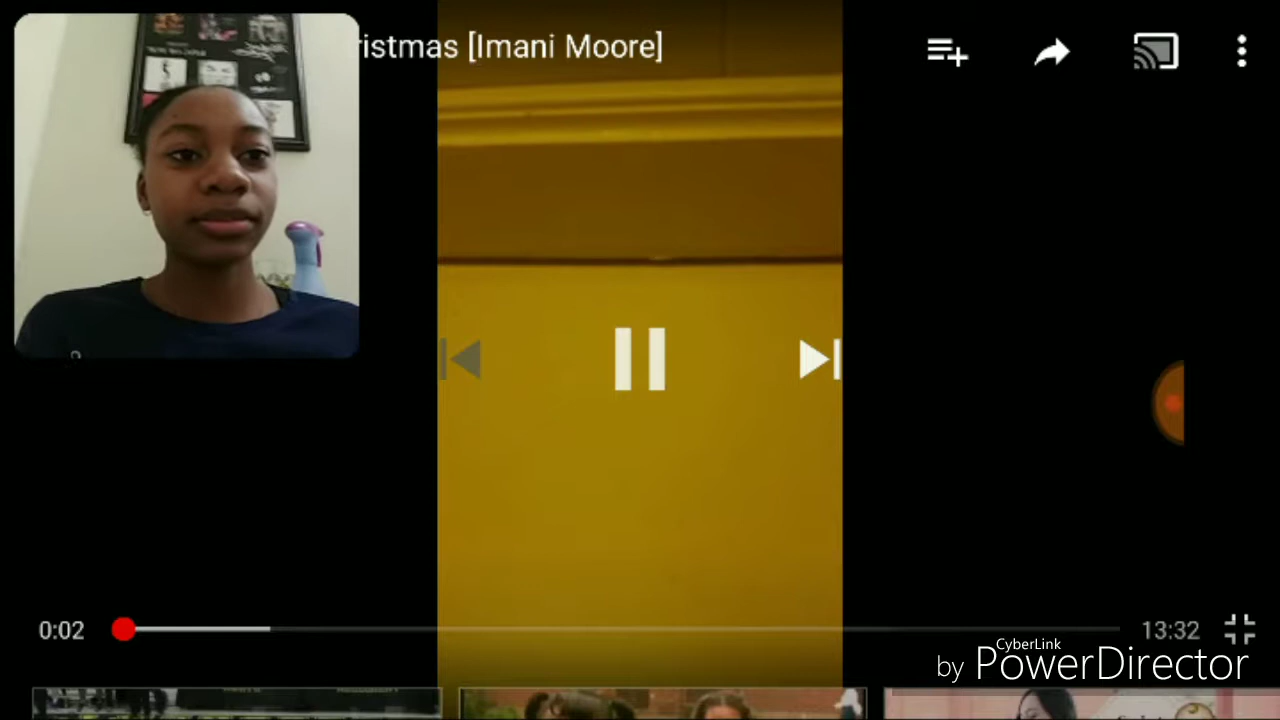 ristmas [Imani Moore]
0:02
13:32
CyberLink
by PowerDirector